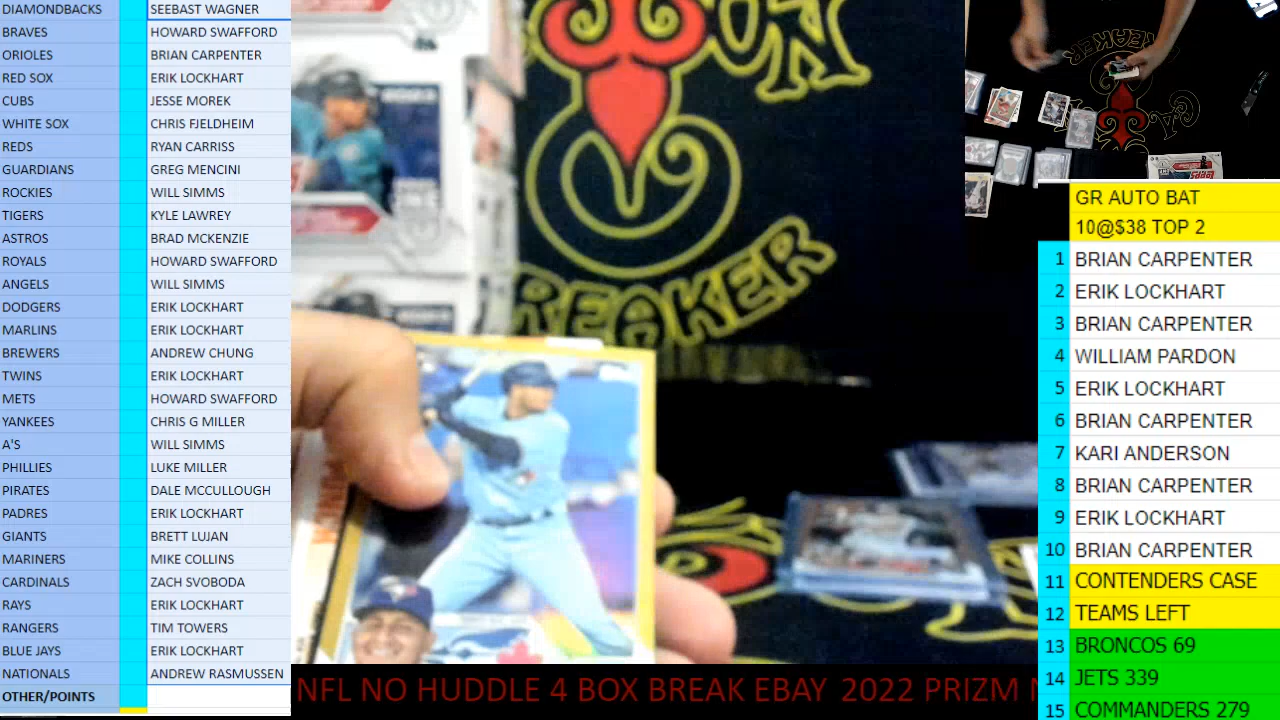 DIAMONDBACKS SEEBAST WAGNER
BRAVES HOWARD SWAFFORD
ORIOLES BRIAN CARPENTER
RED SOX ERIK LOCKHART
CUBS JESSE MOREK
WHITE SOX CHRIS FJELDHEIM
REDS RYAN CARRISS
GUARDIANS GREG MENCINI
ROCKIES WILL SIMMS
TIGERS KYLE LAWREY
ASTROS BRAD MCKENZIE
ROYALS HOWARD SWAFFORD
ANGELS WILL SIMMS
DODGERS ERIK LOCKHART
MARLINS ERIK LOCKHART
BREWERS ANDREW CHUNG
TWINS ERIK LOCKHART
METS HOWARD SWAFFORD
YANKEES CHRIS G MILLER
A'S WILL SIMMS
PHILLIES LUKE MILLER
PIRATES DALE MCCULLOUGH
PADRES ERIK LOCKHART
GIANTS BRETT LUJAN
MARINERS MIKE COLLINS
CARDINALS ZACH SVOBODA
RAYS ERIK LOCKHART
RANGERS TIM TOWERS
BLUE JAYS ERIK LOCKHART
NATIONALS ANDREW RASMUSSEN
OTHER/POINTS
REAKER
NFL NO HUDDLE 4 BOX BREAK EBAY 2022 PRIZM
GR AUTO BAT
10@$38 TOP 2
1 BRIAN CARPENTER
2 ERIK LOCKHART
3 BRIAN CARPENTER
4 WILLIAM PARDON
5 ERIK LOCKHART
6 BRIAN CARPENTER
7 KARI ANDERSON
8 BRIAN CARPENTER
9 ERIK LOCKHART
10 BRIAN CARPENTER
11 CONTENDERS CASE
12 TEAMS LEFT
13 BRONCOS 69
14 JETS 339
15 COMMANDERS 279